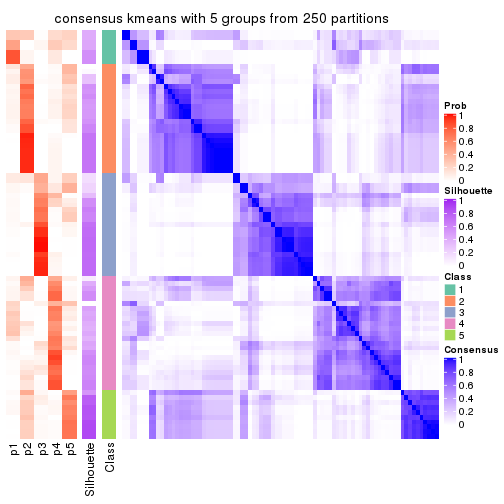 consensus kmeans with 5 groups from 250 partitions
Prob
1
0.8
0.6
0.4
0.2
0
Silhouette
1
0.8
0.6
0.4
0.2
0
Class
1
2
3
4
5
Consensus
1
0.8
0.6
0.4
0.2
0
p1
p2
p3
p4
p5
Silhouette
Class